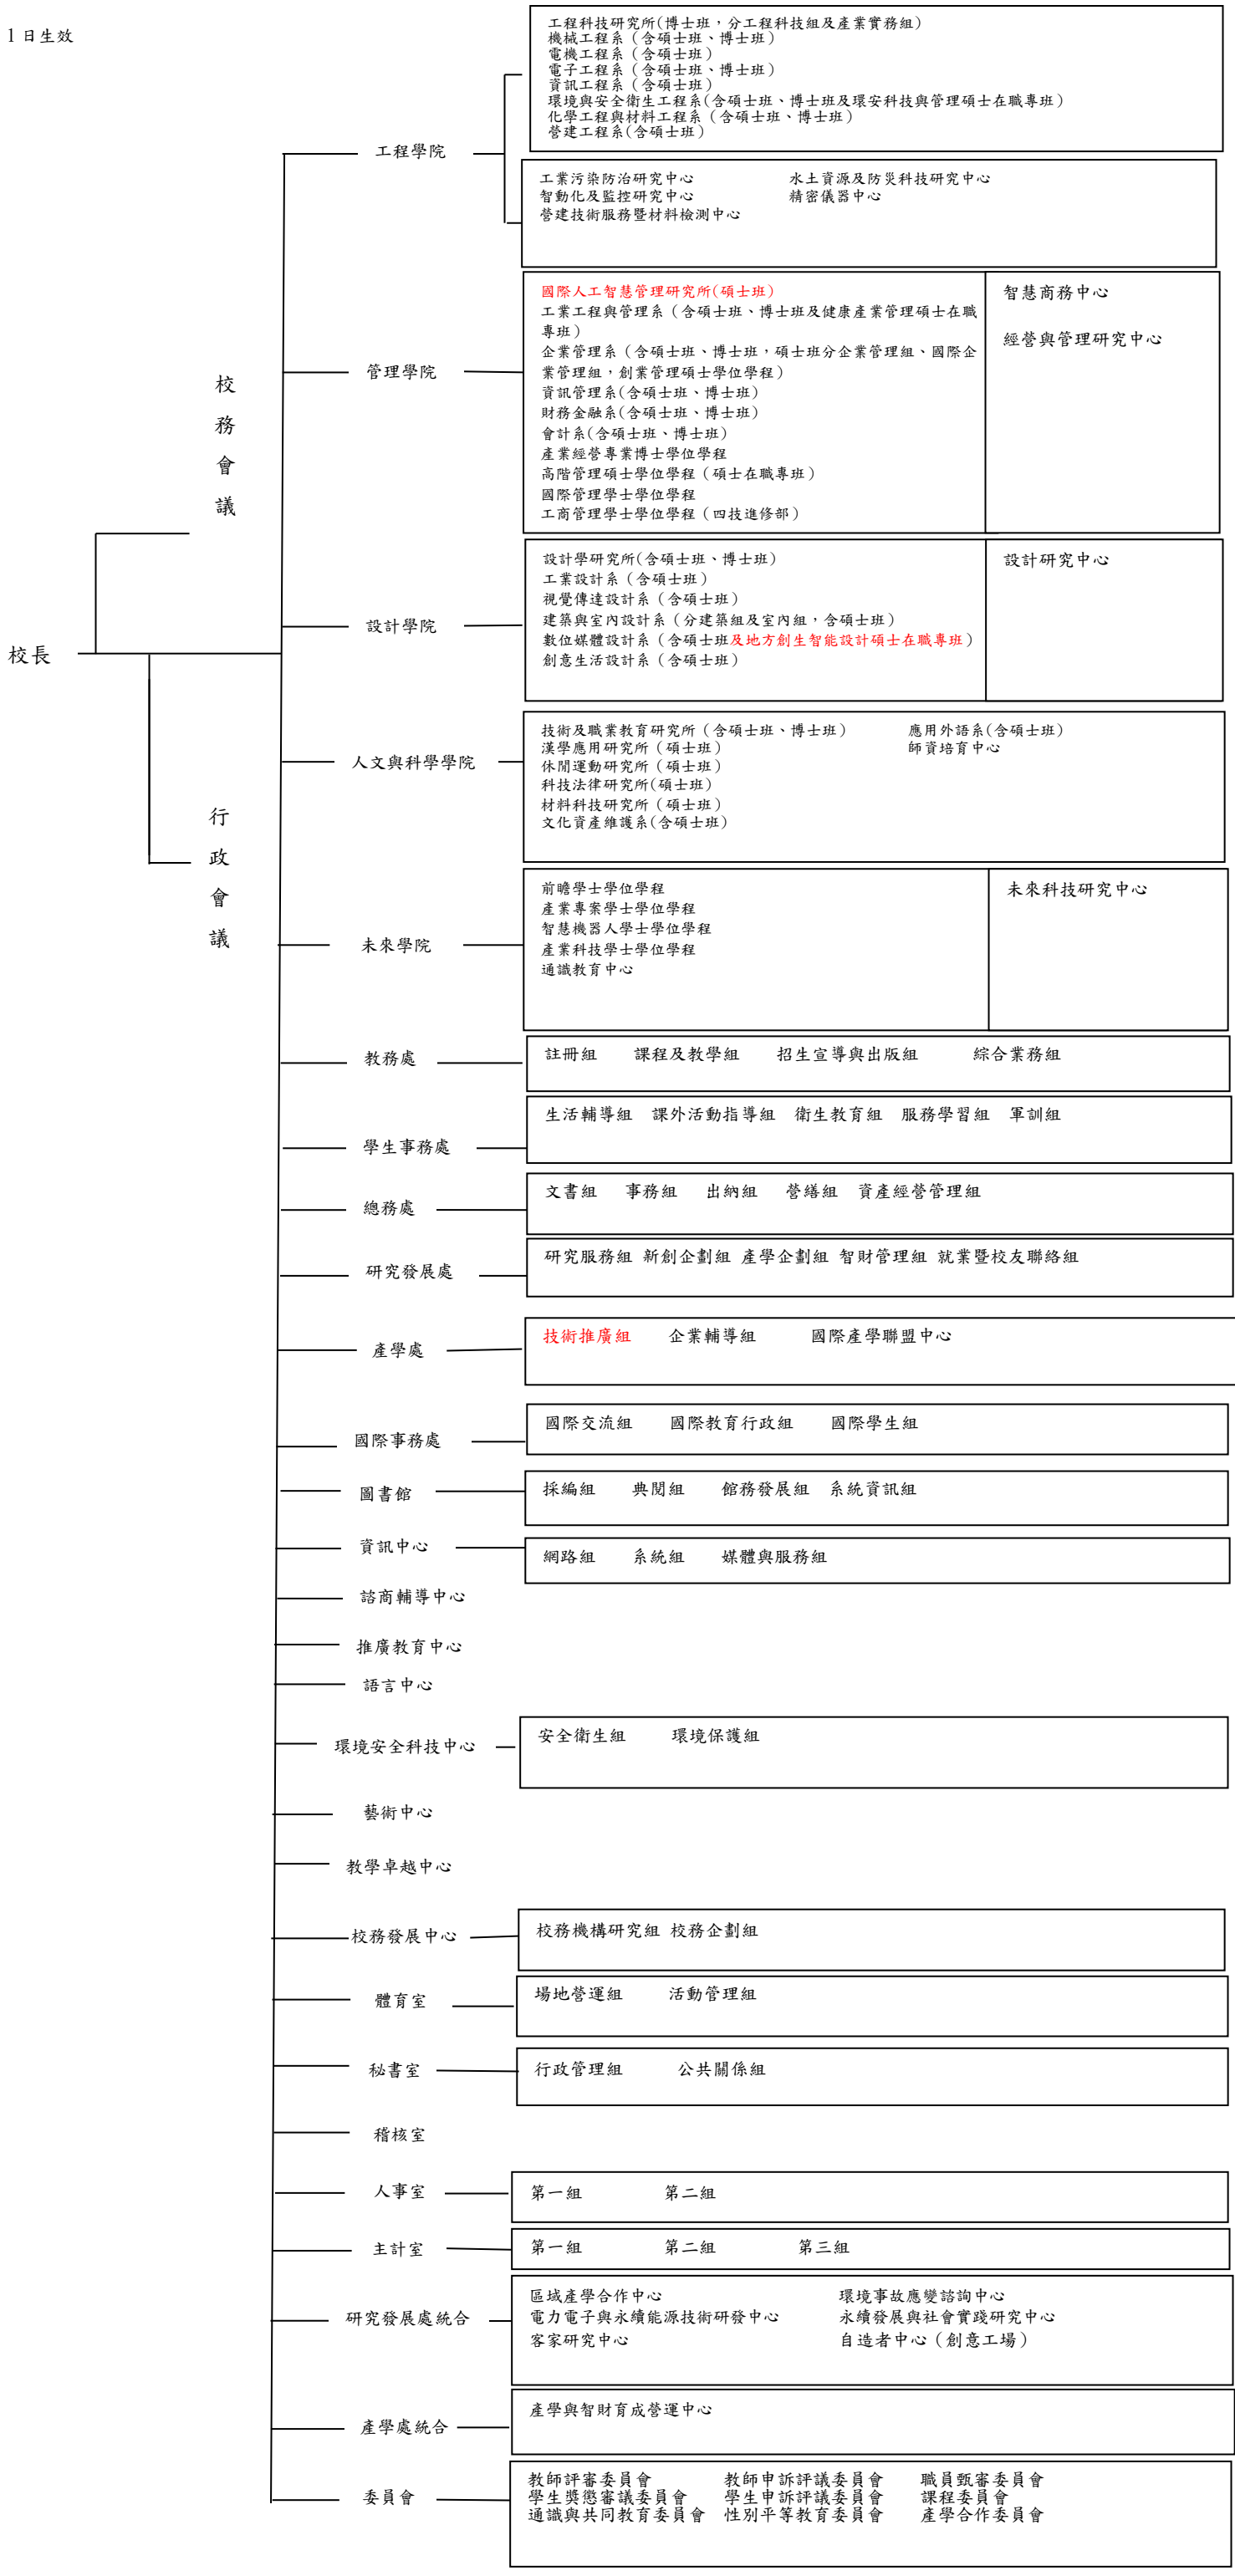 1 日生效
校長
校務會議
行政會議
工程學院
工程科技研究所(博士班，分工程科技組及產業實務組)
機械工程系（含碩士班、博士班）
電機工程系（含碩士班）
電子工程系（含碩士班、博士班）
資訊工程系（含碩士班）
環境與安全衛生工程系(含碩士班、博士班及環安科技與管理碩士在職專班）
化學工程與材料工程系（含碩士班、博士班）
營建工程系(含碩士班）
工業污染防治研究中心 水土資源及防災科技研究中心
智動化及監控研究中心 精密儀器中心
營建技術服務暨材料檢測中心
管理學院
國際人工智慧管理研究所(碩士班)
工業工程與管理系（含碩士班、博士班及健康產業管理碩士在職
專班）
企業管理系（含碩士班、博士班，碩士班分企業管理組、國際企
業管理組，創業管理碩士學位學程）
資訊管理系(含碩士班、博士班)
財務金融系(含碩士班、博士班)
會計系(含碩士班、博士班)
產業經營專業博士學位學程
高階管理碩士學位學程（碩士在職專班）
國際管理學士學位學程
工商管理學士學位學程（四技進修部）
智慧商務中心
經營與管理研究中心
設計學院
設計學研究所(含碩士班、博士班）
工業設計系（含碩士班）
視覺傳達設計系（含碩士班）
建築與室內設計系（分建築組及室內組，含碩士班）
數位媒體設計系（含碩士班及地方創生智能設計碩士在職專班）
創意生活設計系（含碩士班）
設計研究中心
人文與科學學院
技術及職業教育研究所（含碩士班、博士班） 應用外語系(含碩士班）
漢學應用研究所（碩士班） 師資培育中心
休閒運動研究所（碩士班）
科技法律研究所(碩士班）
材料科技研究所（碩士班）
文化資產維護系(含碩士班)
未來學院
前瞻學士學位學程
產業專案學士學位學程
智慧機器人學士學位學程
產業科技學士學位學程
通識教育中心
未來科技研究中心
教務處
註冊組 課程及教學組 招生宣導與出版組 綜合業務組
學生事務處
生活輔導組 課外活動指導組 衛生教育組 服務學習組 軍訓組
總務處
文書組 事務組 出納組 營繕組 資產經營管理組
研究發展處
研究服務組 新創企劃組 產學企劃組 智財管理組 就業暨校友聯絡組
產學處
技術推廣組 企業輔導組 國際產學聯盟中心
國際事務處
國際交流組 國際教育行政組 國際學生組
圖書館
採編組 典閱組 館務發展組 系統資訊組
資訊中心
網路組 系統組 媒體與服務組
諮商輔導中心
推廣教育中心
語言中心
環境安全科技中心
安全衛生組 環境保護組
藝術中心
教學卓越中心
校務發展中心
校務機構研究組 校務企劃組
體育室
場地營運組 活動管理組
秘書室
行政管理組 公共關係組
稽核室
人事室
第一組 第二組
主計室
第一組 第二組 第三組
研究發展處統合
區域產學合作中心 環境事故應變諮詢中心
電力電子與永續能源技術研發中心 永續發展與社會實踐研究中心
客家研究中心 自造者中心（創意工場）
產學處統合
產學與智財育成營運中心
委員會
教師評審委員會 教師申訴評議委員會 職員甄審委員會
學生獎懲審議委員會 學生申訴評議委員會 課程委員會
通識與共同教育委員會 性別平等教育委員會 產學合作委員會